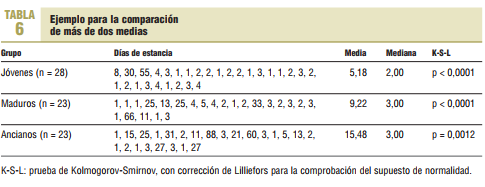 TABLA
6
Ejemplo para la comparación
de más de dos medias
Grupo Días de estancia Media Mediana K-S-L
Jóvenes (n = 28) 8, 30, 55, 4, 3, 1, 1, 2, 2, 1, 2, 2, 1, 3, 1, 1, 2, 3, 2, 5,18 2,00 p < 0,0001
1, 2, 1, 3, 4, 1, 2, 3, 4
Maduros (n = 23) 1, 1, 1, 25, 13, 25, 4, 5, 4, 2, 1, 2, 33, 3, 2, 3, 2, 3, 9,22 3,00 p < 0,0001
1, 66, 11, 1, 3
Ancianos (n = 23) 1, 15, 25, 1, 31, 2, 11, 88, 3, 21, 60, 3, 1, 5, 13, 2, 15,48 3,00 p = 0,0012
1, 2, 1, 3, 27, 3, 1, 27
K-S-L: prueba de Kolmogorov-Smirnov, con corrección de Lilliefors para la comprobación del supuesto de normalidad.